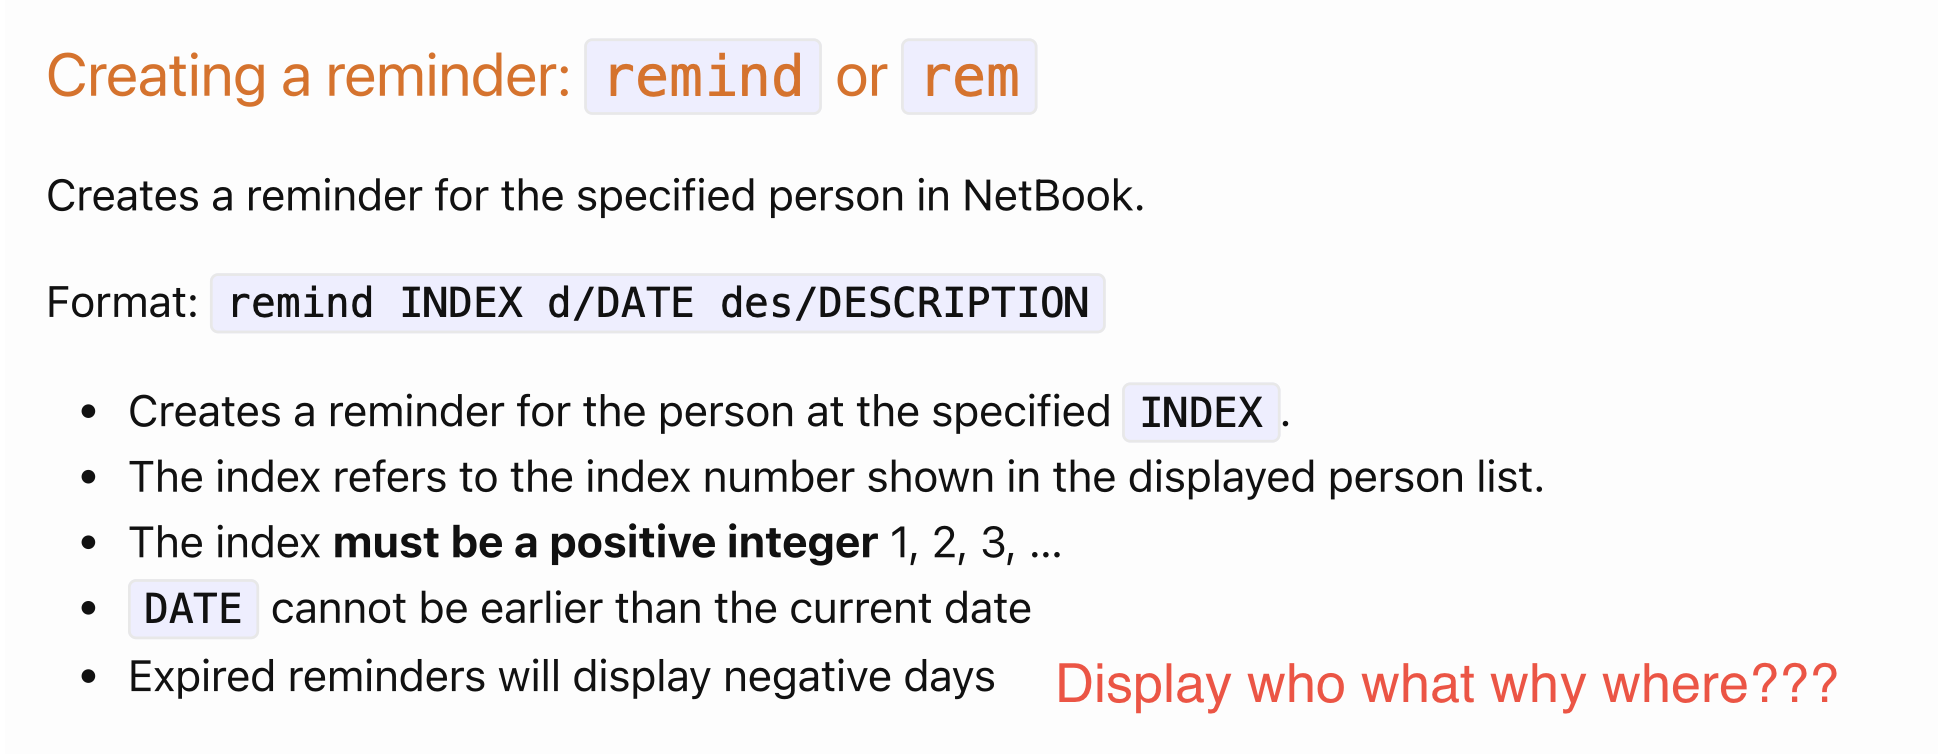 Creating a reminder: remind or rem
Creates a reminder for the specified person in NetBook.
Format: remind INDEX d/DATE des/DESCRIPTION
• Creates a reminder for the person at the specified INDEX.
• The index refers to the index number shown in the displayed person list.
• The index must be a positive integer 1, 2, 3, ...
• DATE cannot be earlier than the current date
• Expired reminders will display negative days Display who what why where???